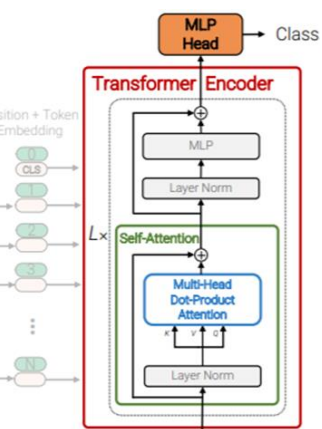 MLP
Head
Class
Transformer Encoder
sition + Token
Embedding
MLP
0
CLS
Layer Norm
1
L×
Self-Attention
2
3
Multi-Head
Dot-Product
Attention
K
V
Q
N
Layer Norm